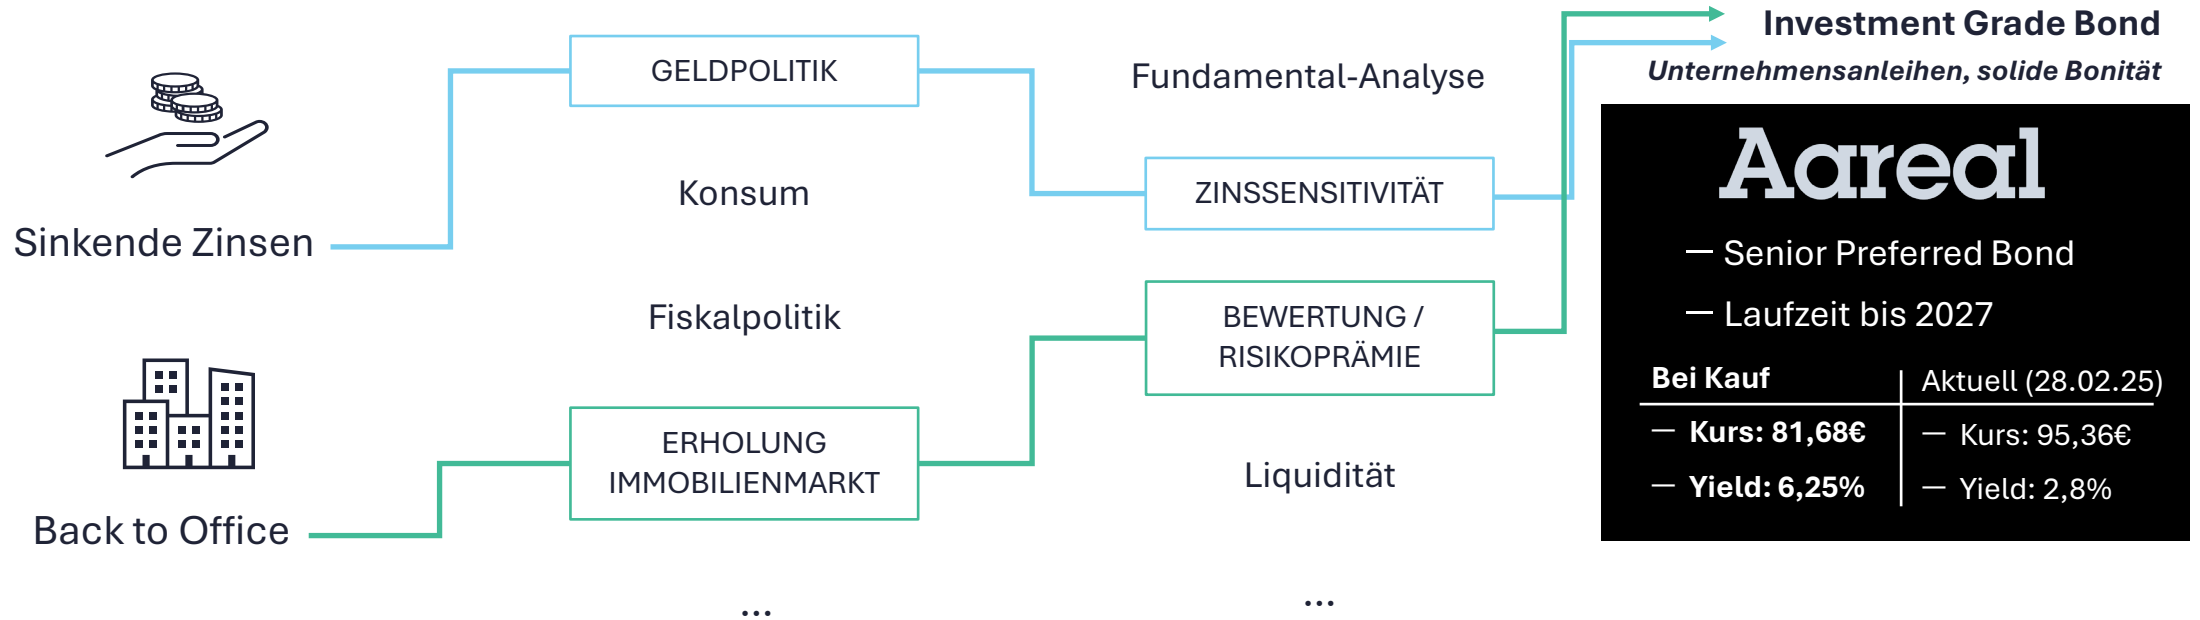 Sinkende Zinsen
Back to Office
GELDPOLITIK
Konsum
Fiskalpolitik
ERHOLUNG
IMMOBILIENMARKT
...
Fundamental-Analyse
ZINSSENSITIVITÄT
BEWERTUNG /
RISIKOPRÄMIE
Liquidität
...
Investment Grade Bond
Unternehmensanleihen, solide Bonität
Aareal
— Senior Preferred Bond
— Laufzeit bis 2027
Bei Kauf
— Kurs: 81,68€
— Yield: 6,25%
Aktuell (28.02.25)
— Kurs: 95,36€
— Yield: 2,8%